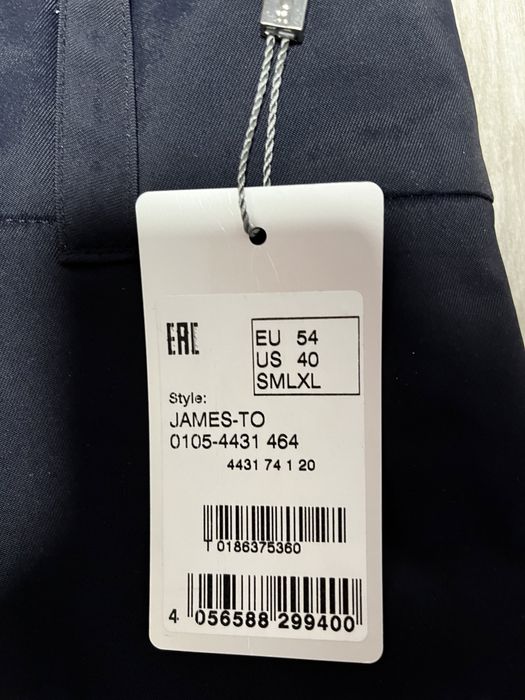 EAC
EU 54
US 40
SMLXL
Style:
JAMES-TO
0105-4431 464
4431 74 1 20
T 0186375360
4 056588 299400